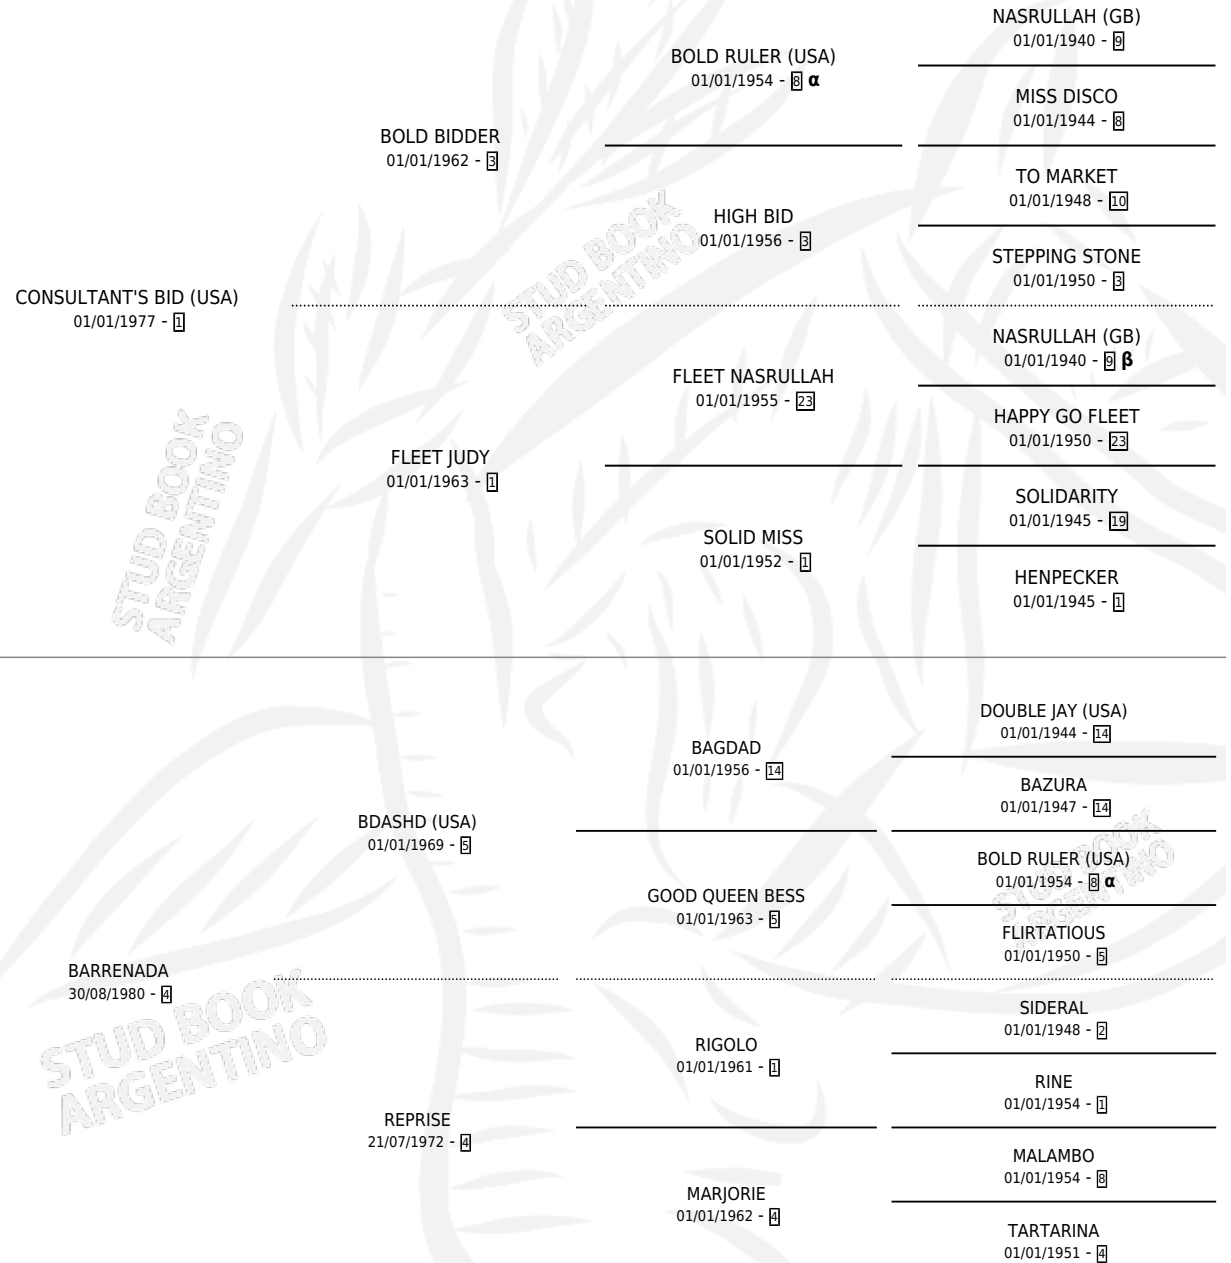 NASRULLAH (GB)
01/01/1940 - 9
BOLD RULER (USA)
01/01/1954 - 8 α
MISS DISCO
01/01/1944 - 8
BOLD BIDDER
01/01/1962 - 3
TO MARKET
01/01/1948 - 10
HIGH BID
01/01/1956 - 3
STEPPING STONE
01/01/1950 - 3
CONSULTANT'S BID (USA)
01/01/1977 - 1
NASRULLAH (GB)
01/01/1940 - 9 β
FLEET NASRULLAH
01/01/1955 - 23
HAPPY GO FLEET
01/01/1950 - 23
FLEET JUDY
01/01/1963 - 1
SOLIDARITY
01/01/1945 - 19
SOLID MISS
01/01/1952 - 1
HENPECKER
01/01/1945 - 1
DOUBLE JAY (USA)
01/01/1944 - 14
BAGDAD
01/01/1956 - 14
BAZURA
01/01/1947 - 14
BDASHD (USA)
01/01/1969 - 5
BOLD RULER (USA)
01/01/1954 - 8 α
GOOD QUEEN BESS
01/01/1963 - 5
FLIRTATIOUS
01/01/1950 - 5
BARRENADA
30/08/1980 - 4
SIDERAL
01/01/1948 - 2
RIGOLO
01/01/1961 - 1
RINE
01/01/1954 - 1
REPRISE
21/07/1972 - 4
MALAMBO
01/01/1954 - 8
MARJORIE
01/01/1962 - 4
TARTARINA
01/01/1951 - 4
STUD BOOK
ARGENTINO
STUD BOOK
ARGENTINO
STUD BOOK
ARGENTINO
STUD BOOK
ARGENTINO